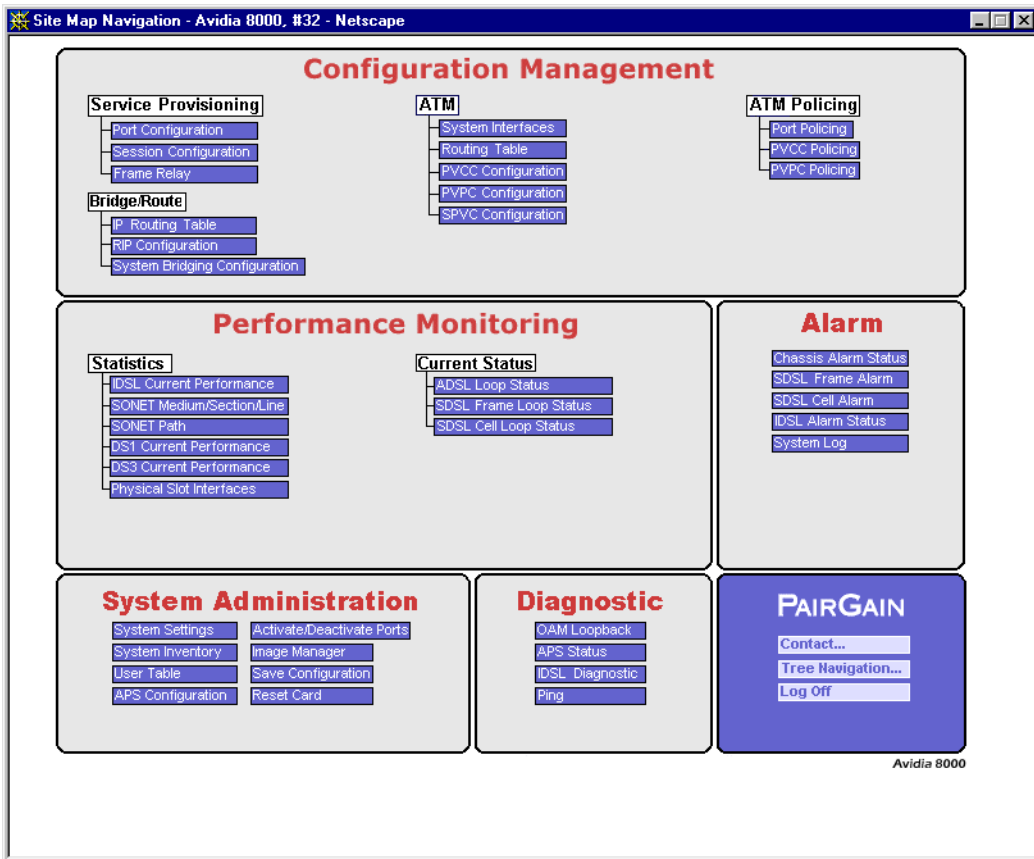 Site Map Navigation - Avidia 8000, #32 - Netscape
Configuration Management
Service Provisioning
Port Configuration
Session Configuration
Frame Relay
Bridge/Route
IP Routing Table
RIP Configuration
System Bridging Configuration
ATM
System Interfaces
Routing Table
PVCC Configuration
PVPC Configuration
SPVC Configuration
ATM Policing
Port Policing
PVCC Policing
PVPC Policing
Performance Monitoring
Statistics
IDSL Current Performance
SONET Medium/Section/Line
SONET Path
DS1 Current Performance
DS3 Current Performance
Physical Slot Interfaces
Current Status
ADSL Loop Status
SDSL Frame Loop Status
SDSL Cell Loop Status
Alarm
Chassis Alarm Status
SDSL Frame Alarm
SDSL Cell Alarm
IDSL Alarm Status
System Log
System Administration
System Settings
System Inventory
User Table
APS Configuration
Activate/Deactivate Ports
Image Manager
Save Configuration
Reset Card
Diagnostic
OAM Loopback
APS Status
IDSL Diagnostic
Ping
PAIRGAIN
Contact...
Tree Navigation...
Log Off
Avidia 8000